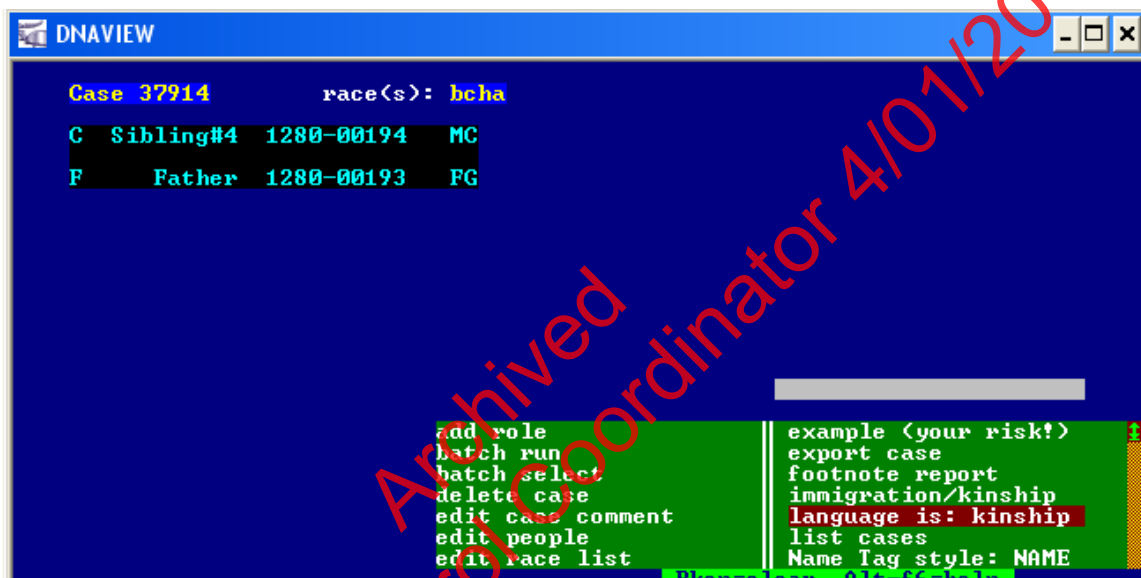 DNAVIEW
Case 37914 race(s): bcha
C Sibling#4 1280-00194 MC
F Father 1280-00193 FG
add role
batch run
batch select
delete case
edit case comment
edit people
edit race list
example (your risk!)
export case
footnote report
immigration/kinship
language is: kinship
list cases
Name Tag style: NAME
Archived
Coordinator 4/01/20